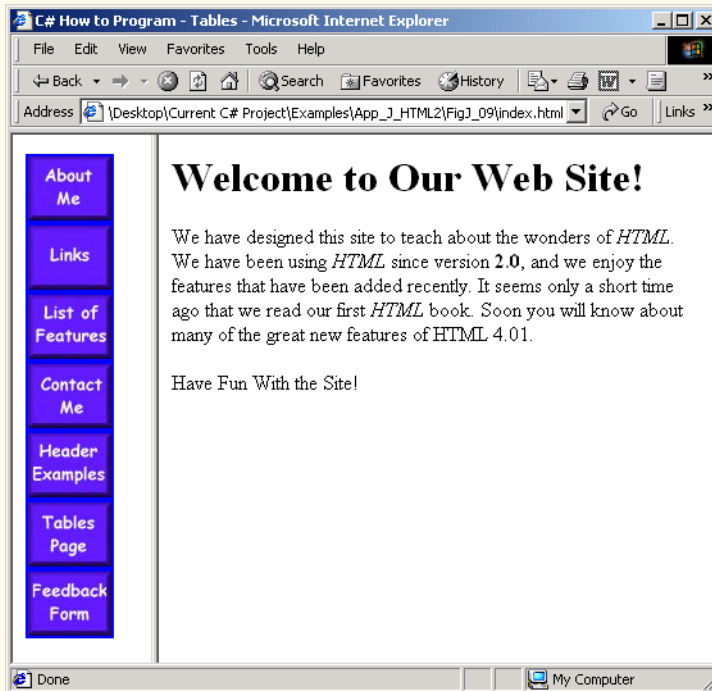 C# How to Program - Tables - Microsoft Internet Explorer
File Edit View Favorites Tools Help
Back Search Favorites History »
Address \Desktop\Current C# Project\Examples\App_J_HTML2\FigJ_09\index.html Go Links »
About
Me
Links
List of
Features
Contact
Me
Header
Examples
Tables
Page
Feedback
Form
Welcome to Our Web Site!
We have designed this site to teach about the wonders of HTML.
We have been using HTML since version 2.0, and we enjoy the
features that have been added recently. It seems only a short time
ago that we read our first HTML book. Soon you will know about
many of the great new features of HTML 4.01.
Have Fun With the Site!
Done My Computer